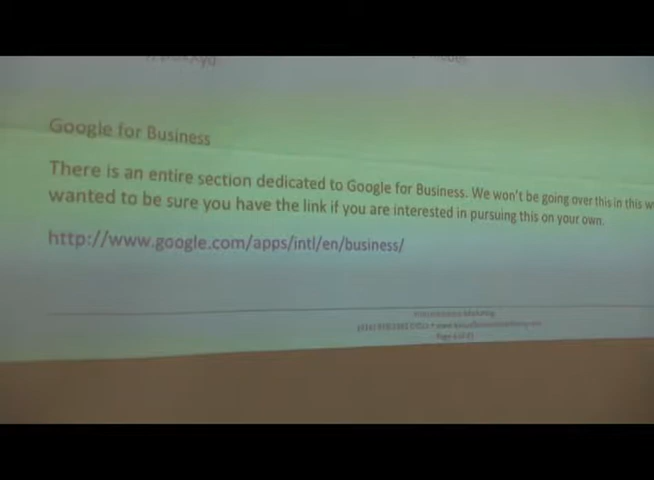 Google for Business
There is an entire section dedicated to Google for Business. We won't be going over this in this
wanted to be sure you have the link if you are interested in pursuing this on your own.
http://www.google.com/apps/intl/en/business/